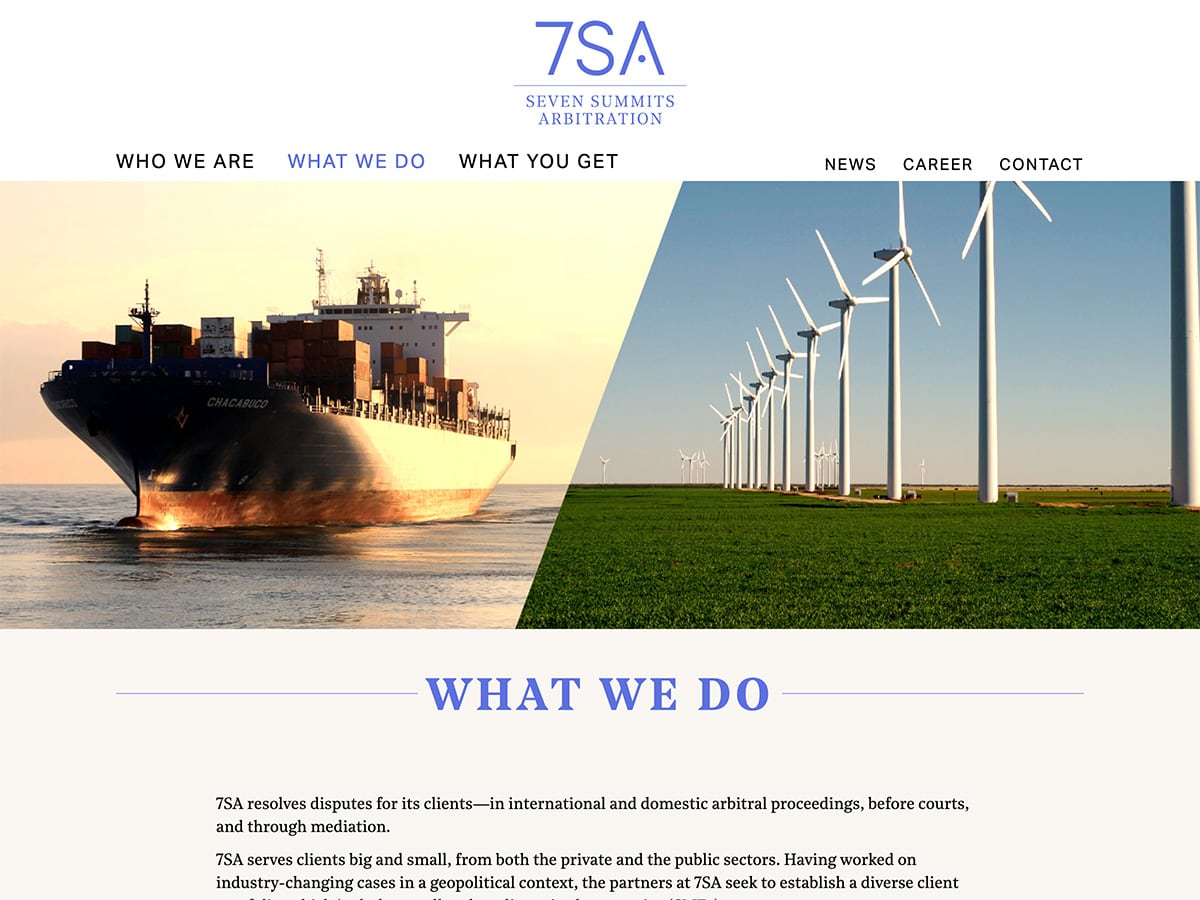 7SA
SEVEN SUMMITS
ARBITRATION
WHO WE ARE WHAT WE DO WHAT YOU GET
NEWS CAREER CONTACT
CHACABUCO
WHAT WE DO
7SA resolves disputes for its clients—in international and domestic arbitral proceedings, before courts,
and through mediation.
7SA serves clients big and small, from both the private and the public sectors. Having worked on
industry-changing cases in a geopolitical context, the partners at 7SA seek to establish a diverse client